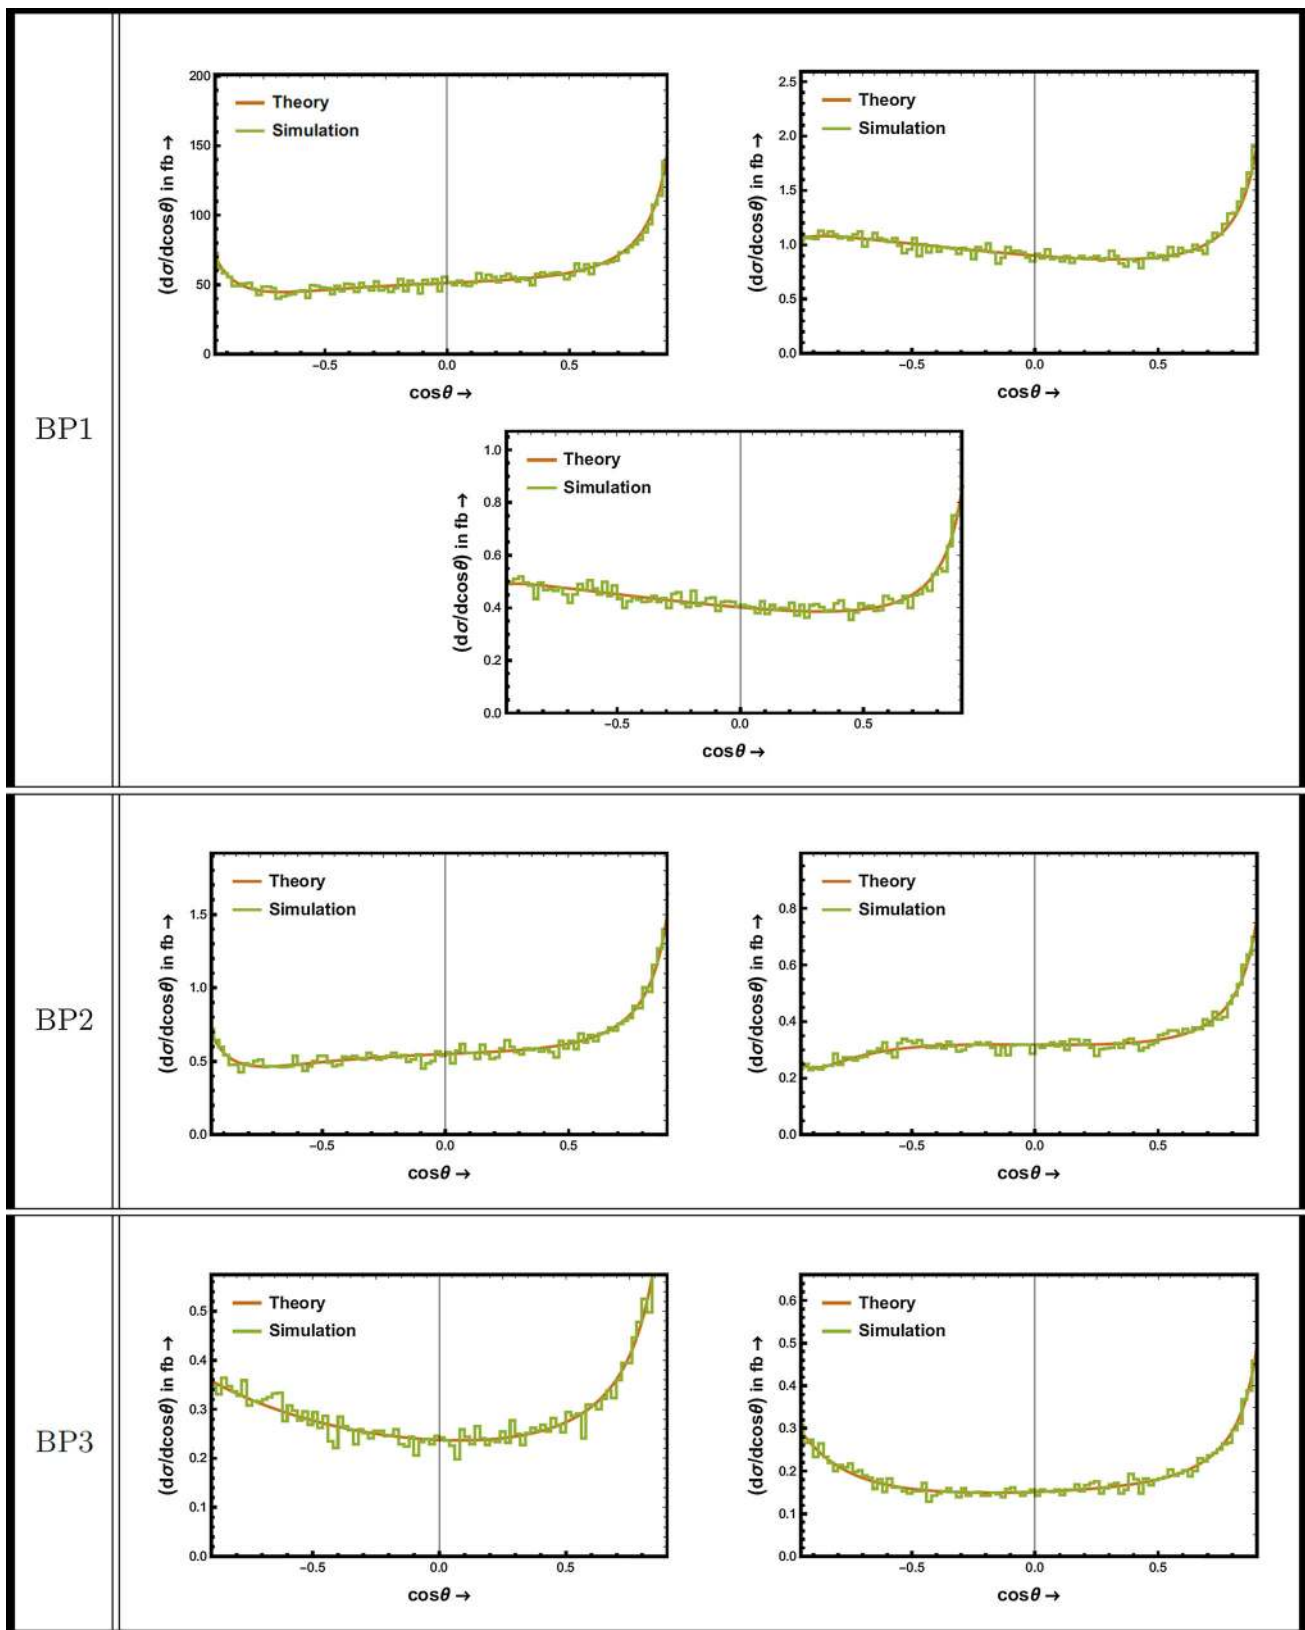 BP1
200
150
100
50
0
Theory
Simulation
(dσ/dcosθ) in fb →
−0.5 0.0 0.5
cosθ →
2.5
2.0
1.5
1.0
0.5
0.0
Theory
Simulation
(dσ/dcosθ) in fb →
−0.5 0.0 0.5
cosθ →
1.0
0.8
0.6
0.4
0.2
0.0
Theory
Simulation
(dσ/dcosθ) in fb →
−0.5 0.0 0.5
cosθ →
BP2
1.5
1.0
0.5
0.0
Theory
Simulation
(dσ/dcosθ) in fb →
−0.5 0.0 0.5
cosθ →
0.8
0.6
0.4
0.2
0.0
Theory
Simulation
(dσ/dcosθ) in fb →
−0.5 0.0 0.5
cosθ →
BP3
0.5
0.4
0.3
0.2
0.1
0.0
Theory
Simulation
(dσ/dcosθ) in fb →
−0.5 0.0 0.5
cosθ →
0.6
0.5
0.4
0.3
0.2
0.1
0.0
Theory
Simulation
(dσ/dcosθ) in fb →
−0.5 0.0 0.5
cosθ →